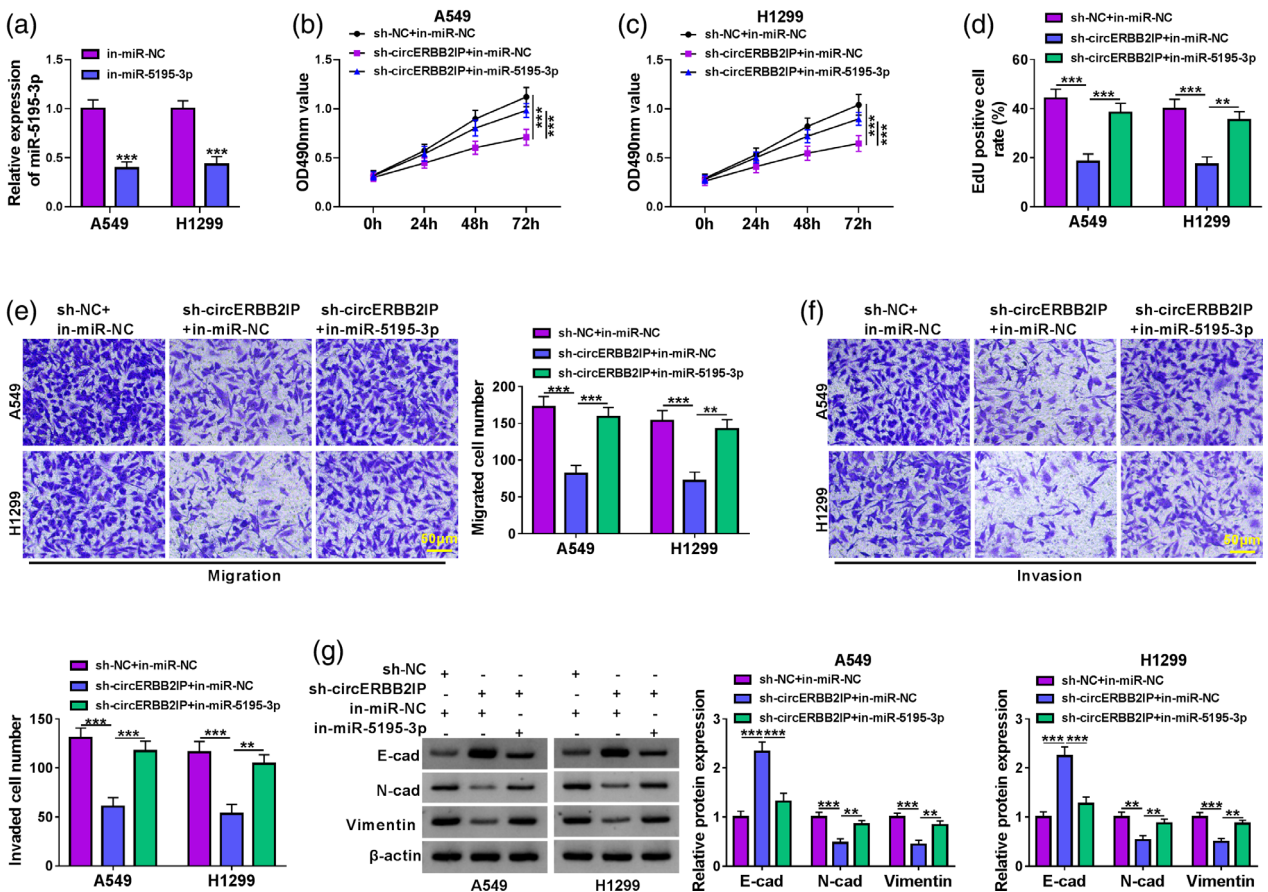 (a)
in-miR-NC
in-miR-5195-3p
Relative expression
of miR-5195-3p
1.5
1.0
0.5
0.0
***
***
A549
H1299
(b)
A549
sh-NC+in-miR-NC
sh-circERBB2IP+in-miR-NC
sh-circERBB2IP+in-miR-5195-3p
OD490nm value
1.5
1.0
0.5
0.0
***
***
0h
24h
48h
72h
(c)
H1299
sh-NC+in-miR-NC
sh-circERBB2IP+in-miR-NC
sh-circERBB2IP+in-miR-5195-3p
OD490nm value
1.5
1.0
0.5
0.0
***
***
0h
24h
48h
72h
(d)
sh-NC+in-miR-NC
sh-circERBB2IP+in-miR-NC
sh-circERBB2IP+in-miR-5195-3p
EdU positive cell
rate (%)
60
40
20
0
*** *** *** **
A549
H1299
(e)
sh-NC+
in-miR-NC
sh-circERBB2IP
+in-miR-NC
sh-circERBB2IP
+in-miR-5195-3p
A549
H1299
50μm
Migration
sh-NC+in-miR-NC
sh-circERBB2IP+in-miR-NC
sh-circERBB2IP+in-miR-5195-3p
Migrated cell number
200
150
100
50
0
*** *** *** **
A549
H1299
(f)
sh-NC+
in-miR-NC
sh-circERBB2IP
+in-miR-NC
sh-circERBB2IP
+in-miR-5195-3p
A549
H1299
50μm
Invasion
sh-NC+in-miR-NC
sh-circERBB2IP+in-miR-NC
sh-circERBB2IP+in-miR-5195-3p
Invaded cell number
150
100
50
0
*** *** *** **
A549
H1299
(g)
sh-NC + - - + - -
sh-circERBB2IP - + + - + +
in-miR-NC + + - + + -
in-miR-5195-3p - - + - - +
E-cad
N-cad
Vimentin
β-actin
A549
H1299
A549
sh-NC+in-miR-NC
sh-circERBB2IP+in-miR-NC
sh-circERBB2IP+in-miR-5195-3p
Relative protein expression
3
2
1
0
*** *** *** ** *** **
E-cad
N-cad
Vimentin
H1299
sh-NC+in-miR-NC
sh-circERBB2IP+in-miR-NC
sh-circERBB2IP+in-miR-5195-3p
Relative protein expression
3
2
1
0
*** *** ** ** *** **
E-cad
N-cad
Vimentin